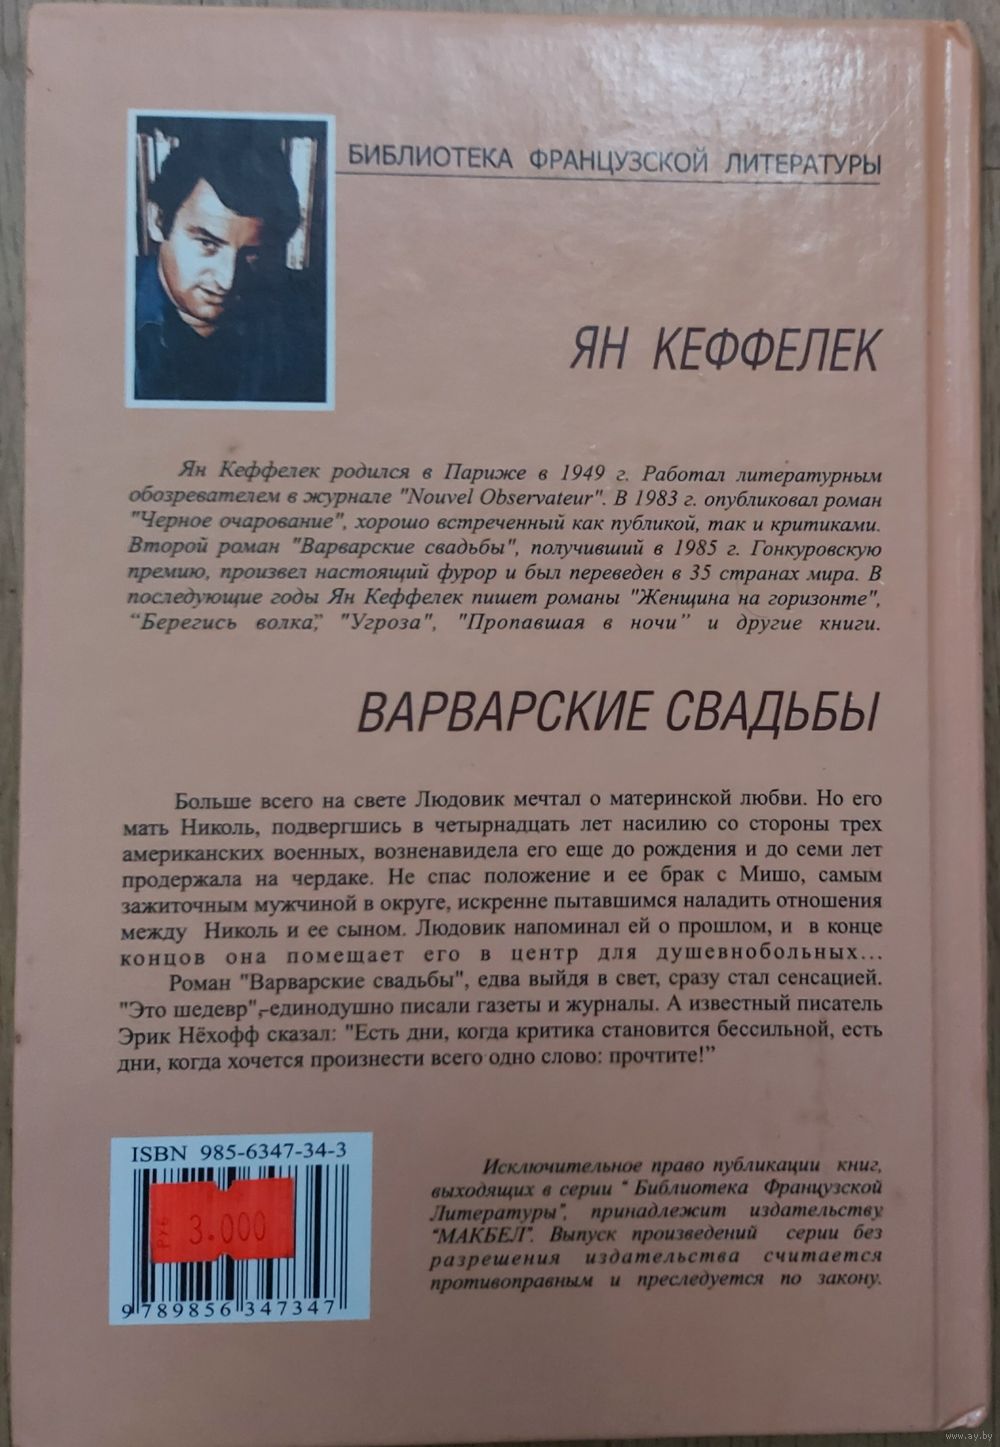 БИБЛИОТЕКА ФРАНЦУЗСКОЙ ЛИТЕРАТУРЫ
ЯН КЕФФЕЛЕК
Ян Кеффелек родился в Париже в 1949 г. Работал литературным
обозревателем в журнале "Nouvel Observateur". В 1983 г. опубликовал роман
"Черное очарование", хорошо встреченный как публикой, так и критиками.
Второй роман "Варварские свадьбы", получивший в 1985 г. Гонкуровскую
премию, произвел настоящий фурор и был переведен в 35 странах мира. В
последующие годы Ян Кеффелек пишет романы "Женщина на горизонте",
“Берегись волка”, "Угроза", "Пропавшая в ночи” и другие книги.
ВАРВАРСКИЕ СВАДЬБЫ
Больше всего на свете Людовик мечтал о материнской любви. Но его
мать Николь, подвергшись в четырнадцать лет насилию со стороны трех
американских военных, возненавидела его еще до рождения и до семи лет
продержала на чердаке. Не спас положение и ее брак с Мишо, самым
зажиточным мужчиной в округе, искренне пытавшимся наладить отношения
между Николь и ее сыном. Людовик напоминал ей о прошлом, и в конце
концов она помещает его в центр для душевнобольных...
Роман "Варварские свадьбы", едва выйдя в свет, сразу стал сенсацией.
"Это шедевр",-единодушно писали газеты и журналы. А известный писатель
Эрик Нёхофф сказал: "Есть дни, когда критика становится бессильной, есть
дни, когда хочется произнести всего одно слово: прочтите!”
ISBN 985-6347-34-3
руб 3.000
9 789856 347347
Исключительное право публикации книг,
выходящих в серии " Библиотека Французской
Литературы", принадлежит издательству
"МАКБЕЛ". Выпуск произведений серии без
разрешения издательства считается
противоправным и преследуется по закону.
www.ay.by